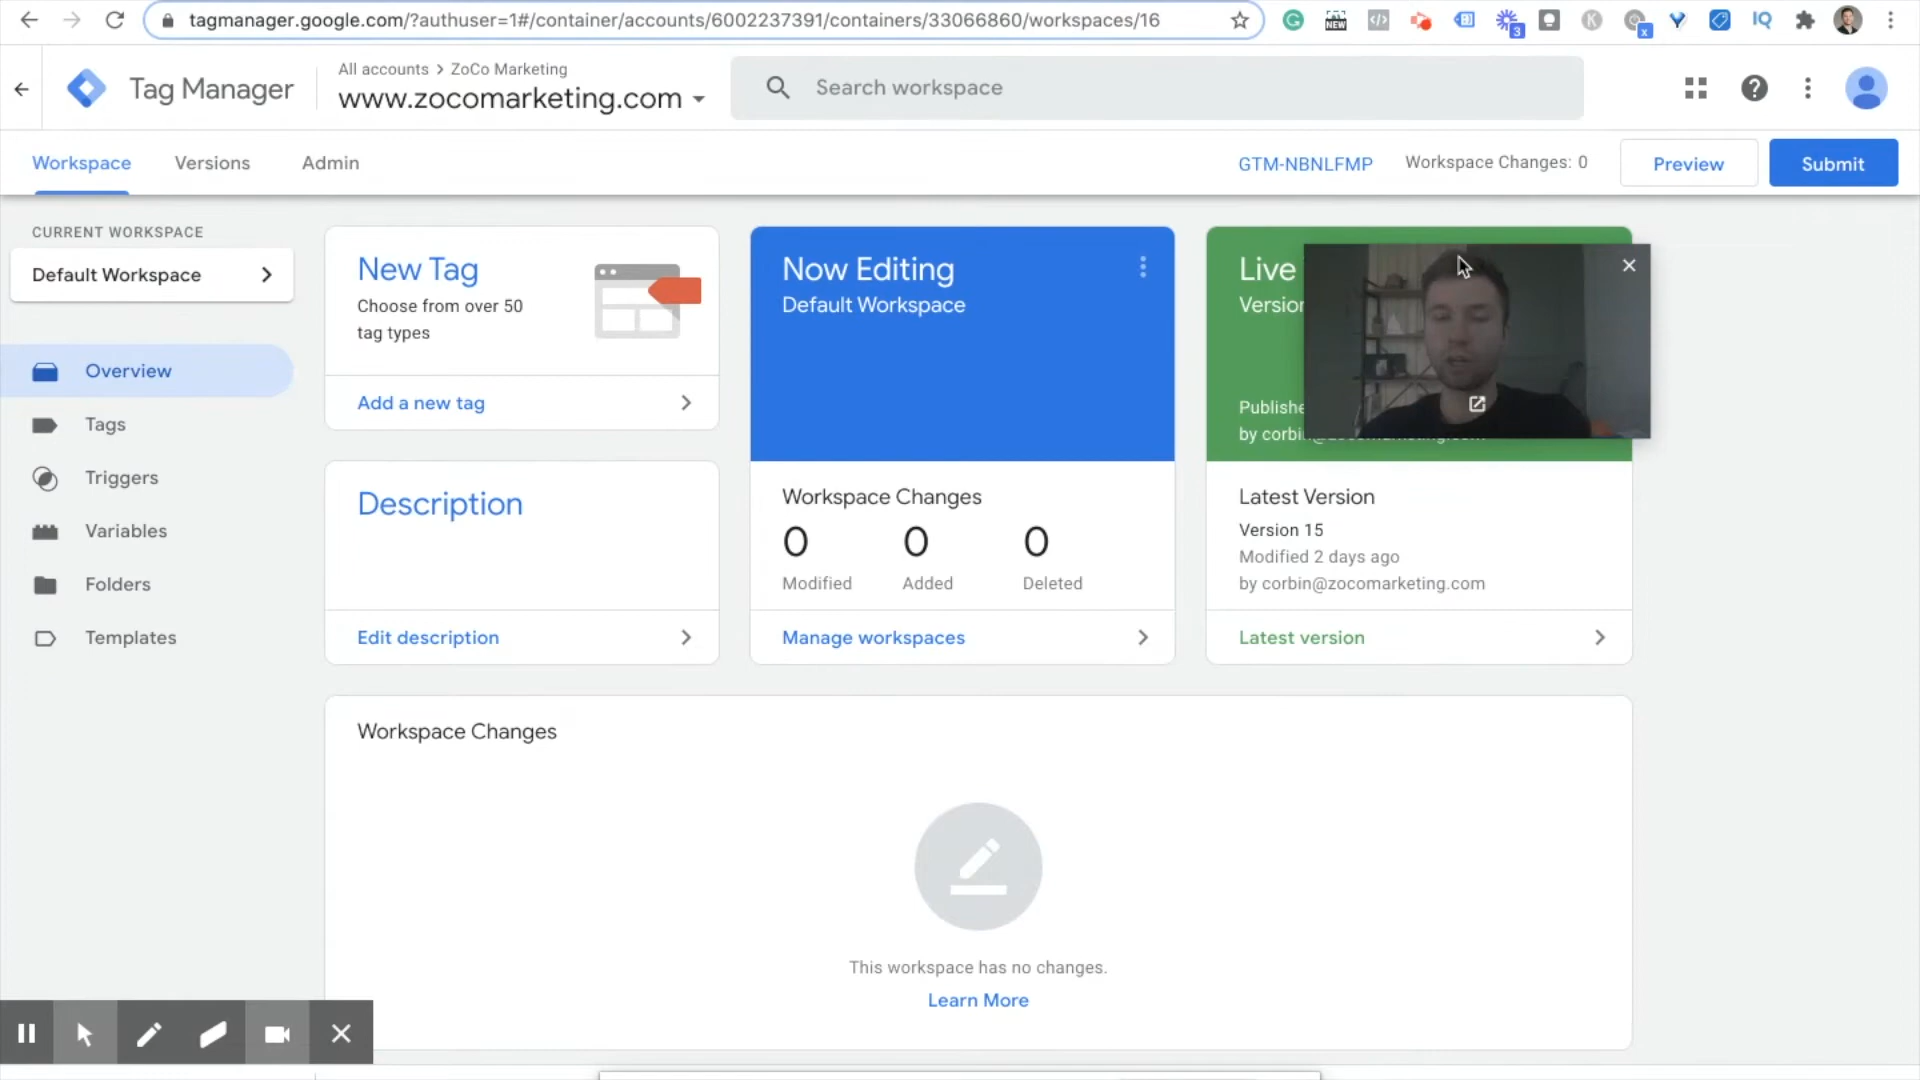 tagmanager.google.com/?authuser=1#/container/accounts/6002237391/containers/33066860/workspaces/16
NEW
3
K
x
IQ
Tag Manager
All accounts > ZoCo Marketing
www.zocomarketing.com
Search workspace
Workspace
Versions
Admin
GTM-NBNLFMP
Workspace Changes: 0
Preview
Submit
CURRENT WORKSPACE
Default Workspace
Overview
Tags
Triggers
Variables
Folders
Templates
New Tag
Choose from over 50
tag types
Add a new tag
Description
Edit description
Now Editing
Default Workspace
Workspace Changes
0 0 0
Modified Added Deleted
Manage workspaces
Live
by
Latest Version
Version 15
Modified 2 days ago
by corbin@zocomarketing.com
Latest version
Workspace Changes
This workspace has no changes.
Learn More